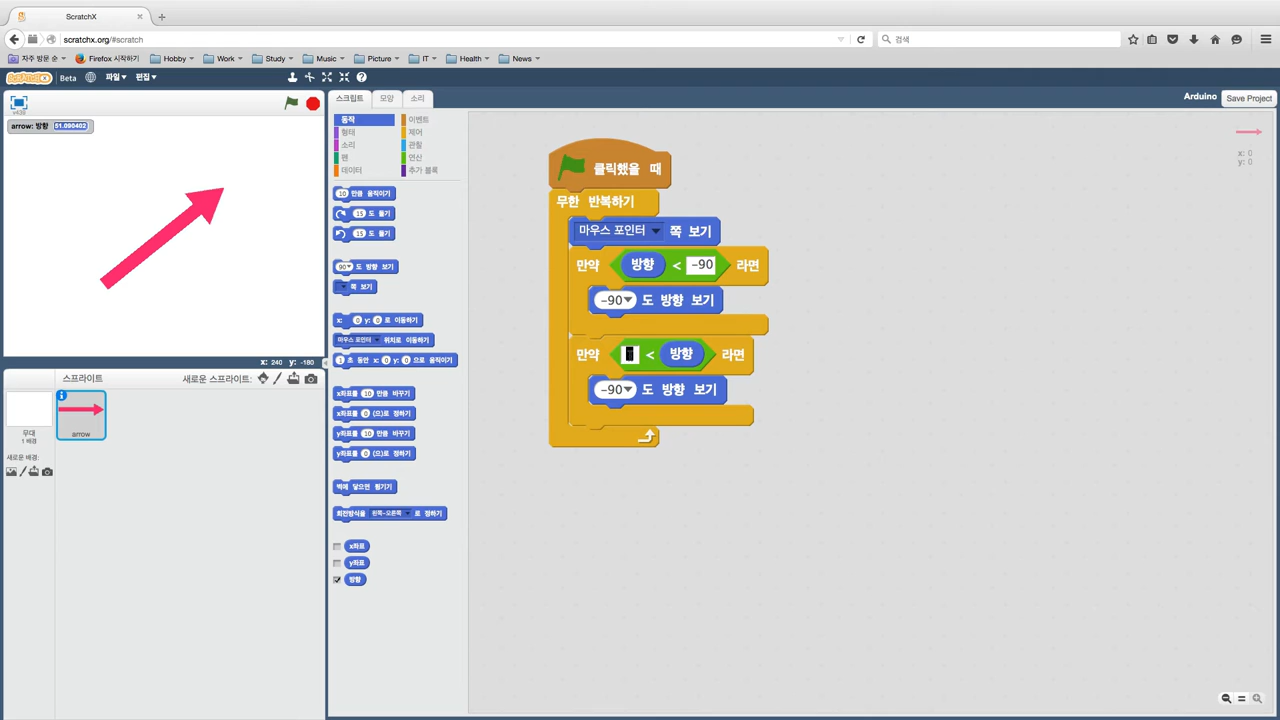 ScratchX
scratchx.org/#scratch
검색
자주 방문 순
Firefox 시작하기
Hobby
Work
Study
Music
Picture
IT
Health
News
Beta
파일
편집
v439
arrow: 방향 51.090402
x: 240 y: -180
스프라이트
새로운 스프라이트:
무대
1 배경
새로운 배경:
arrow
스크립트
모양
소리
동작
형태
소리
펜
데이터
이벤트
제어
관찰
연산
추가 블록
10 만큼 움직이기
15 도 돌기
15 도 돌기
90 도 방향 보기
쪽 보기
x: 0 y: 0 로 이동하기
마우스 포인터 위치로 이동하기
1 초 동안 x: 0 y: 0 으로 움직이기
x좌표를 10 만큼 바꾸기
x좌표를 0 (으)로 정하기
y좌표를 10 만큼 바꾸기
y좌표를 0 (으)로 정하기
벽에 닿으면 튕기기
회전방식을 왼쪽-오른쪽 로 정하기
x좌표
y좌표
방향
Arduino
Save Project
x: 0
y: 0
클릭했을 때
무한 반복하기
마우스 포인터 쪽 보기
만약 방향 < -90 라면
-90 도 방향 보기
만약 < 방향 라면
-90 도 방향 보기